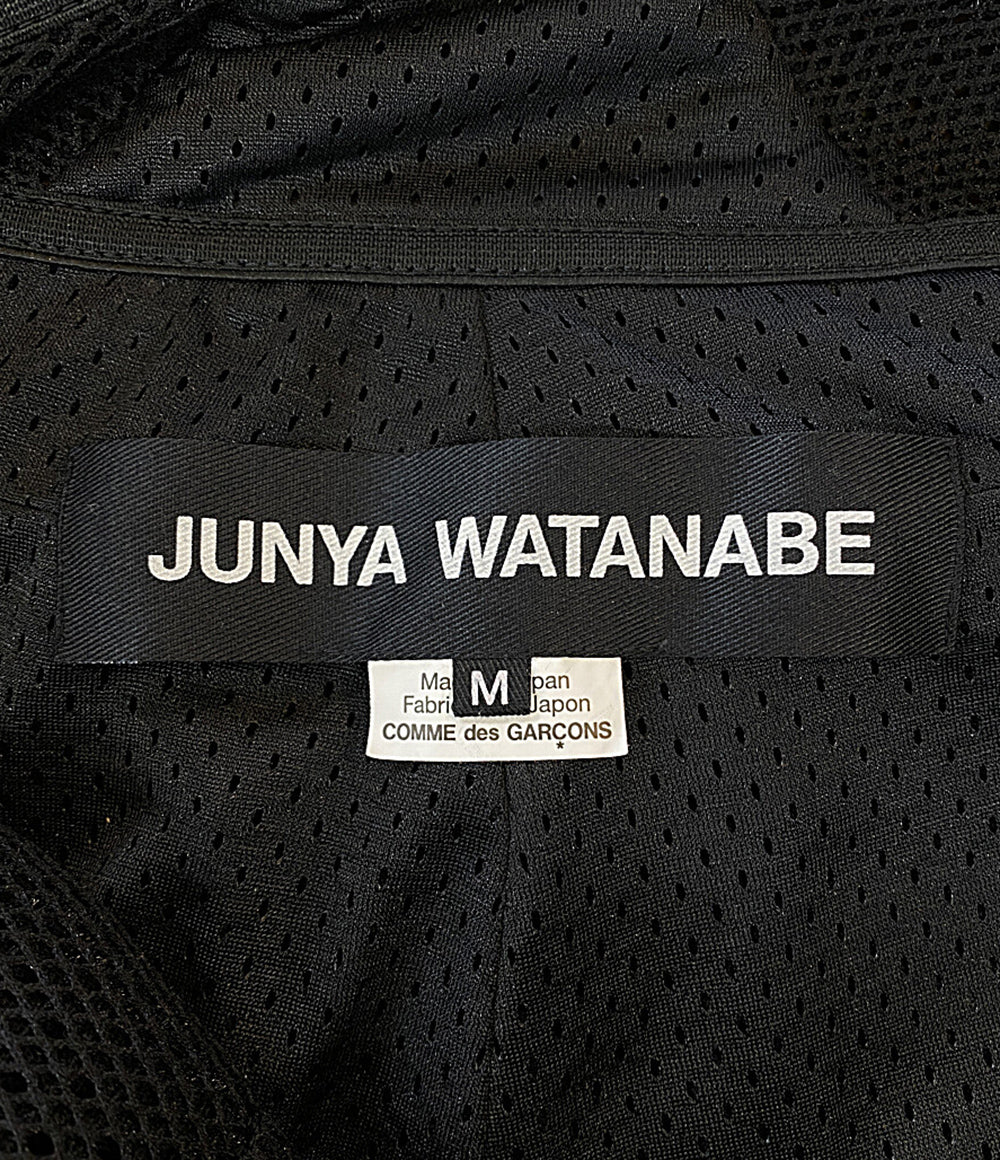 JUNYA WATANABE
M
Ma pan
Fabri Japon
COMME des GARÇONS
*